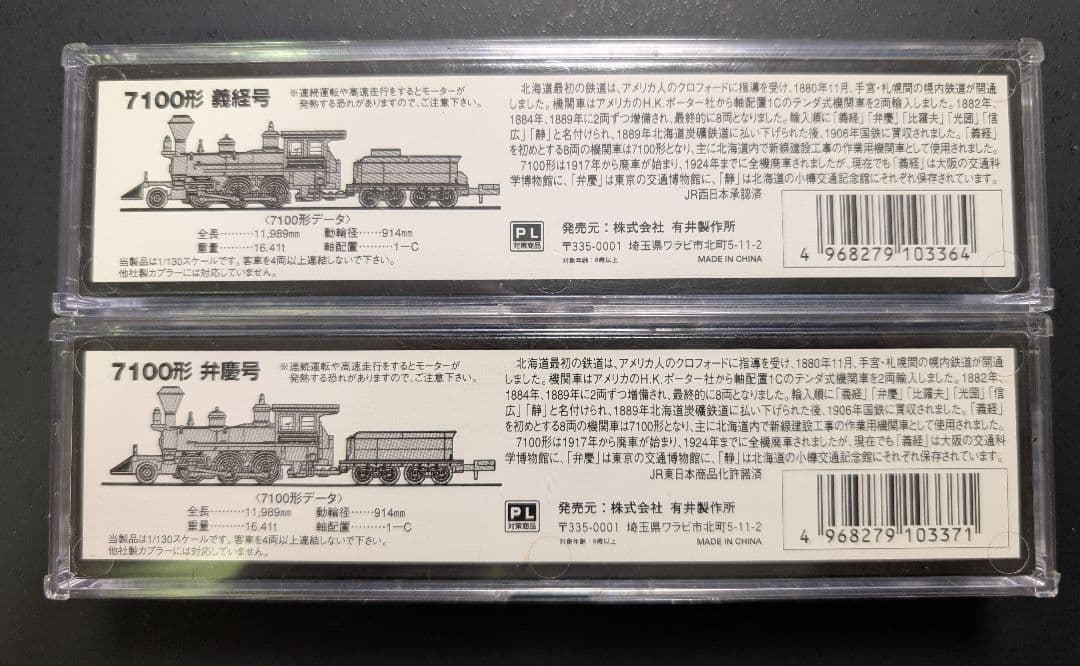 7100形 義経号
※連続運転や高速走行をするとモーターが
発熱する恐れがありますので、ご注意下さい。
〈7100形データ〉
全長………11,989mm 動輪径……914mm
重量………16.41t 軸配置………1-C
当製品は1/130スケールです。客車を4両以上連結しないで下さい。
他社製カプラーには対応していません。
北海道最初の鉄道は、アメリカ人のクロフォードに指導を受け、1880年11月、手宮・札幌間の幌内鉄道が開通
しました。機関車はアメリカのH.K.ポーター社から軸配置1Cのテンダ式機関車を2両輸入しました。1882年、
1884年、1889年に2両ずつ増備され、最終的に8両となりました。輸入順に「義経」「弁慶」「比羅夫」「光圀」「信
広」「静」と名付けられ、1889年北海道炭礦鉄道に払い下げられた後、1906年国鉄に買収されました。「義経」
を初めとする8両の機関車は7100形となり、主に北海道内で新線建設工事の作業用機関車として使用されました。
7100形は1917年から廃車が始まり、1924年までに全機廃車されましたが、現在でも「義経」は大阪の交通科
学博物館に、「弁慶」は東京の交通博物館に、「静」は北海道の小樽交通記念館にそれぞれ保存されています。
JR西日本承認済
PL
対策商品
発売元：株式会社 有井製作所
〒335-0001 埼玉県ワラビ市北町5-11-2
対象年齢：8歳以上 MADE IN CHINA
4 968279 103364
7100形 弁慶号
※連続運転や高速走行をするとモーターが
発熱する恐れがありますので、ご注意下さい。
〈7100形データ〉
全長………11,989mm 動輪径……914mm
重量………16.41t 軸配置………1-C
当製品は1/130スケールです。客車を4両以上連結しないで下さい。
他社製カプラーには対応していません。
北海道最初の鉄道は、アメリカ人のクロフォードに指導を受け、1880年11月、手宮・札幌間の幌内鉄道が開通
しました。機関車はアメリカのH.K.ポーター社から軸配置1Cのテンダ式機関車を2両輸入しました。1882年、
1884年、1889年に2両ずつ増備され、最終的に8両となりました。輸入順に「義経」「弁慶」「比羅夫」「光圀」「信
広」「静」と名付けられ、1889年北海道炭礦鉄道に払い下げられた後、1906年国鉄に買収されました。「義経」
を初めとする8両の機関車は7100形となり、主に北海道内で新線建設工事の作業用機関車として使用されました。
7100形は1917年から廃車が始まり、1924年までに全機廃車されましたが、現在でも「義経」は大阪の交通科
学博物館に、「弁慶」は東京の交通博物館に、「静」は北海道の小樽交通記念館にそれぞれ保存されています。
JR東日本商品化許諾済
PL
対策商品
発売元：株式会社 有井製作所
〒335-0001 埼玉県ワラビ市北町5-11-2
対象年齢：8歳以上 MADE IN CHINA
4 968279 103371